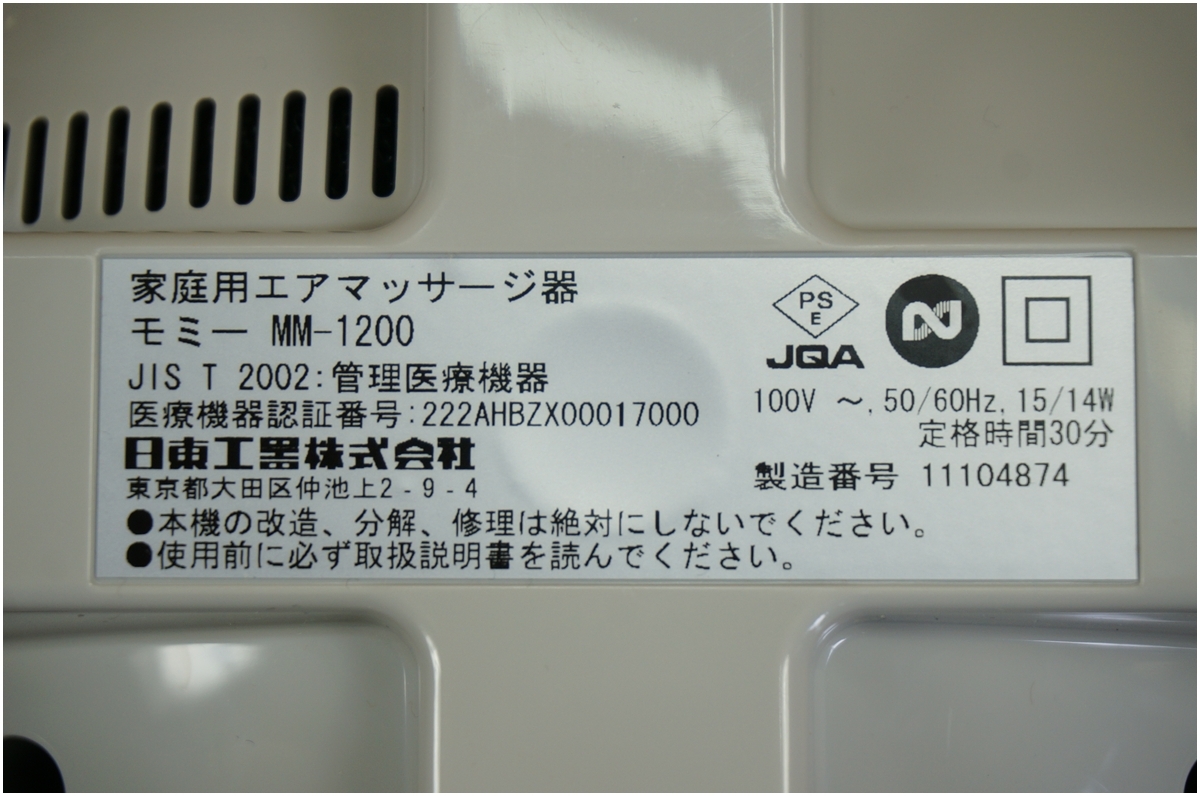 家庭用エアマッサージ器
モミー MM-1200
JIS T 2002:管理医療機器
医療機器認証番号:222AHBZX00017000
日東工器株式会社
東京都大田区仲池上2-9-4
●本機の改造、分解、修理は絶対にしないでください。
●使用前に必ず取扱説明書を読んでください。
PS
E
JQA
100V ～, 50/60Hz, 15/14W
定格時間30分
製造番号 11104874